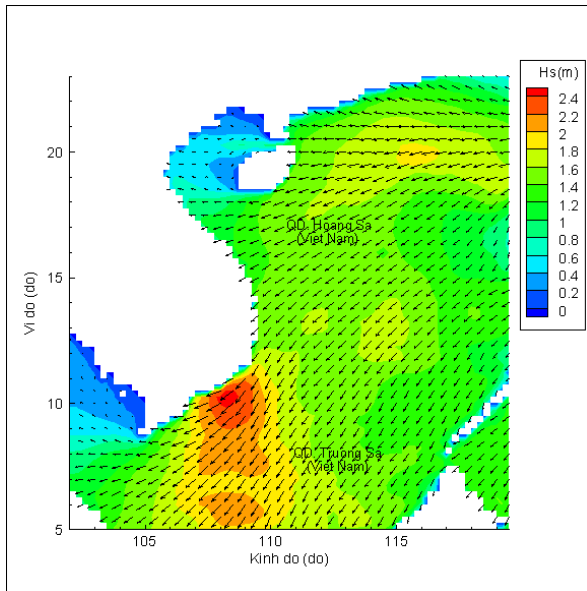 Hs(m)
2.4
2.2
2
1.8
1.6
1.4
1.2
1
0.8
0.6
0.4
0.2
0
20
15
10
5
Vi do (do)
QD. Hoang Sa
(Viet Nam)
QD. Truong Sa
(Viet Nam)
105
110
115
Kinh do (do)